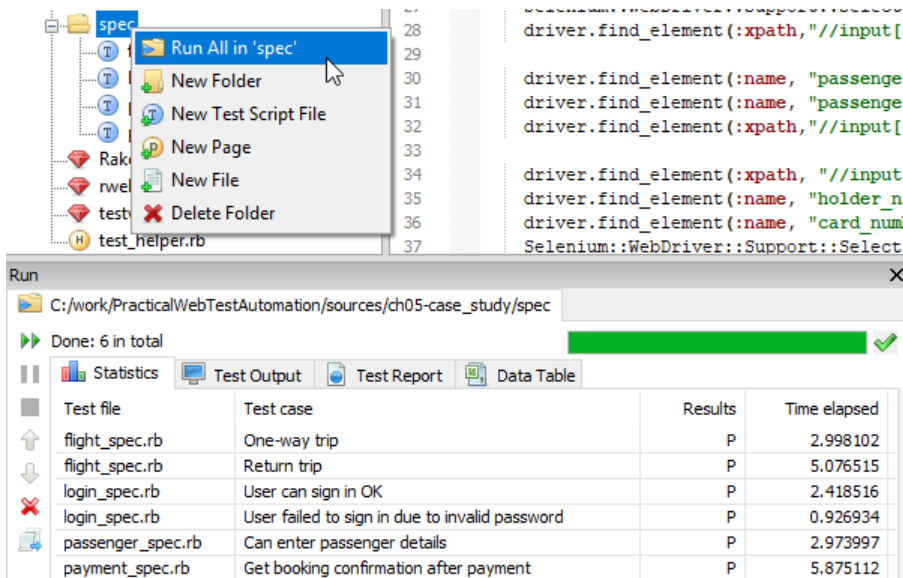 spec
Run All in 'spec'
New Folder
New Test Script File
New Page
New File
Delete Folder
test_helper.rb
28 driver.find_element(:xpath,"//input[
29
30 driver.find_element(:name, "passenge
31 driver.find_element(:name, "passenge
32 driver.find_element(:xpath,"//input[
33
34 driver.find_element(:xpath, "//input
35 driver.find_element(:name, "holder_n
36 driver.find_element(:name, "card_num
37 Selenium::WebDriver::Support::Select
Run
C:/work/PracticalWebTestAutomation/sources/ch05-case_study/spec
Done: 6 in total
Statistics Test Output Test Report Data Table
Test file Test case Results Time elapsed
flight_spec.rb One-way trip P 2.998102
flight_spec.rb Return trip P 5.076515
login_spec.rb User can sign in OK P 2.418516
login_spec.rb User failed to sign in due to invalid password P 0.926934
passenger_spec.rb Can enter passenger details P 2.973997
payment_spec.rb Get booking confirmation after payment P 5.875112